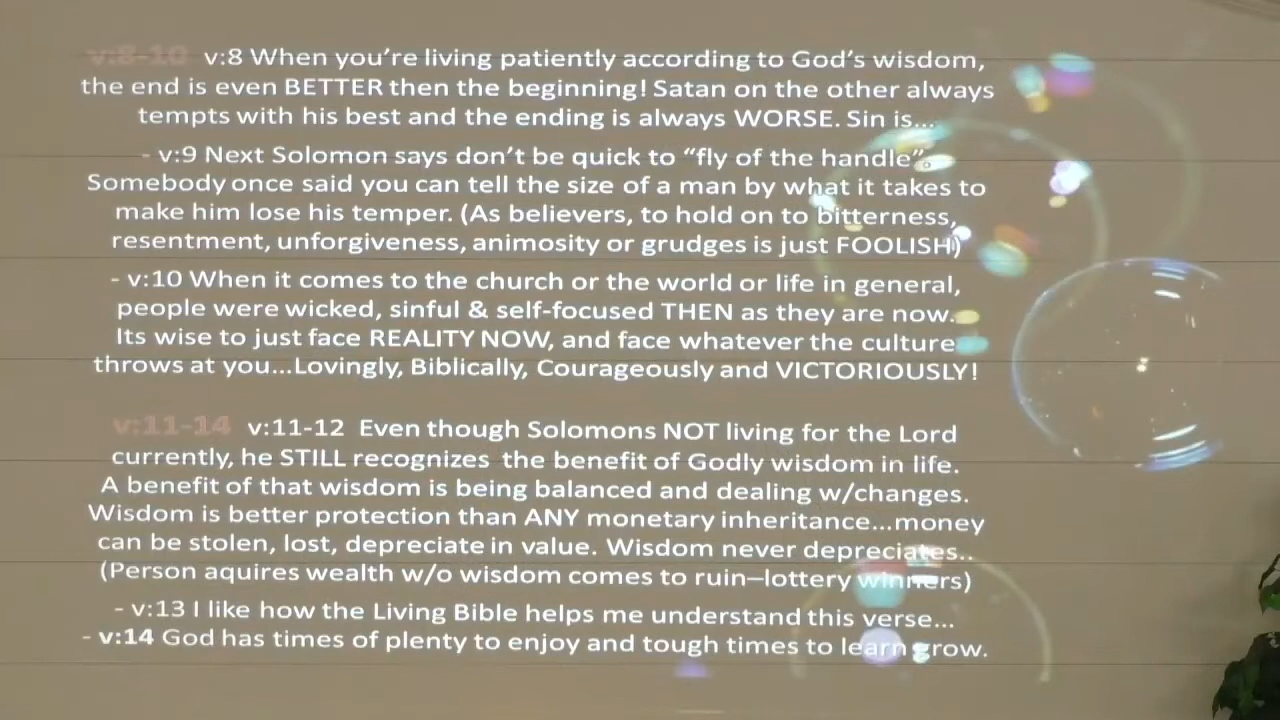 v:8-10 v:8 When you're living patiently according to God's wisdom,
the end is even BETTER then the beginning! Satan on the other always
tempts with his best and the ending is always WORSE. Sin is...
- v:9 Next Solomon says don't be quick to “fly of the handle”.
Somebody once said you can tell the size of a man by what it takes to
make him lose his temper. (As believers, to hold on to bitterness,
resentment, unforgiveness, animosity or grudges is just FOOLISH)
- v:10 When it comes to the church or the world or life in general,
people were wicked, sinful & self-focused THEN as they are now.
Its wise to just face REALITY NOW, and face whatever the culture
throws at you...Lovingly, Biblically, Courageously and VICTORIOUSLY!
v:11-14 v:11-12 Even though Solomons NOT living for the Lord
currently, he STILL recognizes the benefit of Godly wisdom in life.
A benefit of that wisdom is being balanced and dealing w/changes.
Wisdom is better protection than ANY monetary inheritance...money
can be stolen, lost, depreciate in value. Wisdom never depreciates..
(Person aquires wealth w/o wisdom comes to ruin–lottery winners)
- v:13 I like how the Living Bible helps me understand this verse...
- v:14 God has times of plenty to enjoy and tough times to learn grow.